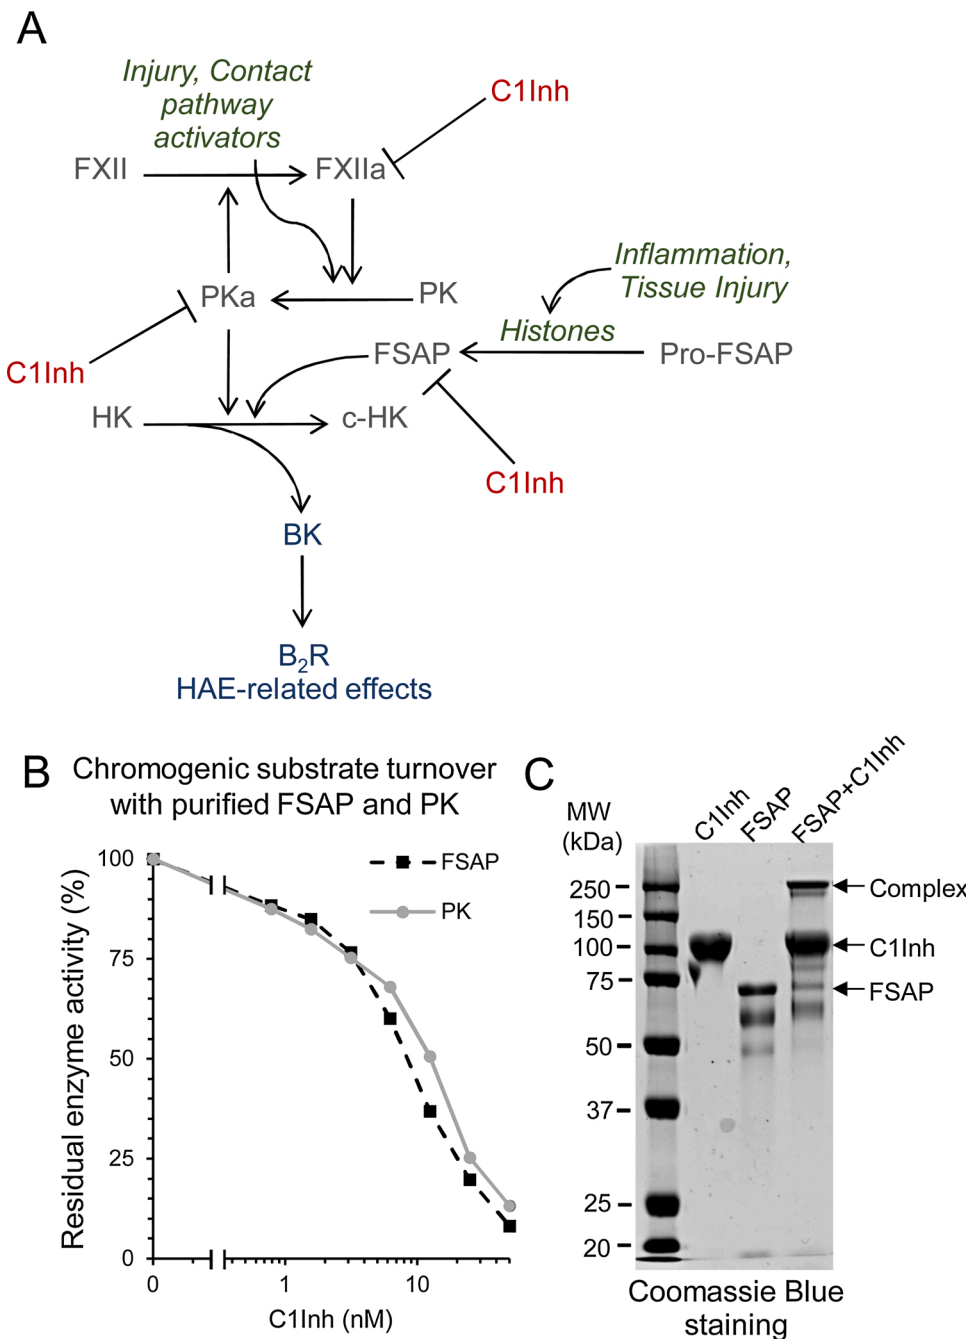 A
Injury, Contact
pathway
activators
C1Inh
FXII
FXIIa
Inflammation,
Tissue Injury
PKa
PK
Histones
C1Inh
FSAP
Pro-FSAP
HK
c-HK
C1Inh
BK
B2R
HAE-related effects
B
Chromogenic substrate turnover
with purified FSAP and PK
Residual enzyme activity (%)
100
75
50
25
0
FSAP
PK
0
1
10
C1Inh (nM)
C
MW
(kDa)
C1Inh
FSAP
FSAP+C1Inh
250
150
100
75
50
37
25
20
Complex
C1Inh
FSAP
Coomassie Blue
staining